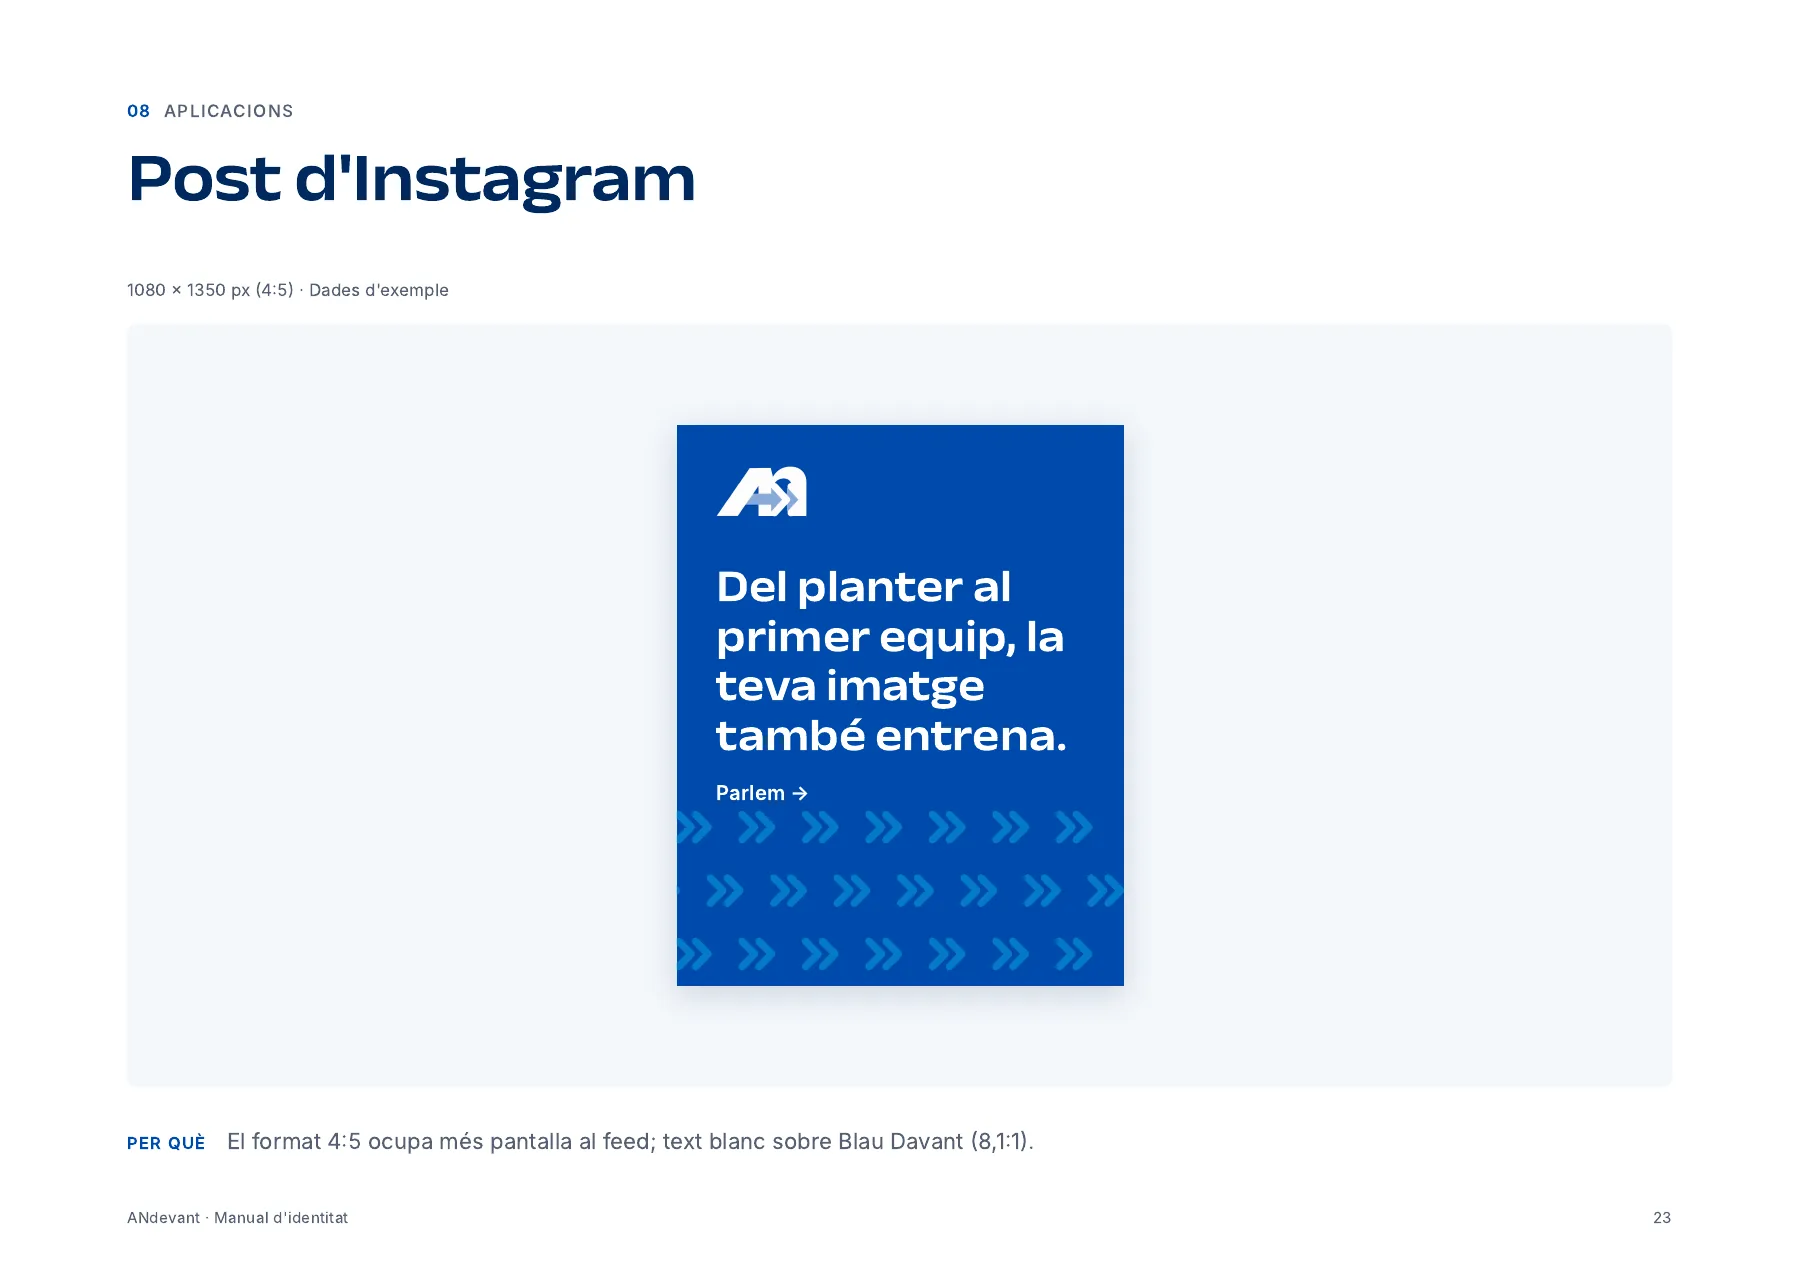 08 APLICACIONS
Post d'Instagram
1080 × 1350 px (4:5) · Dades d'exemple
AN
Del planter al
primer equip, la
teva imatge
també entrena.
Parlem →
PER QUÈ El format 4:5 ocupa més pantalla al feed; text blanc sobre Blau Davant (8,1:1).
ANdevant · Manual d'identitat
23